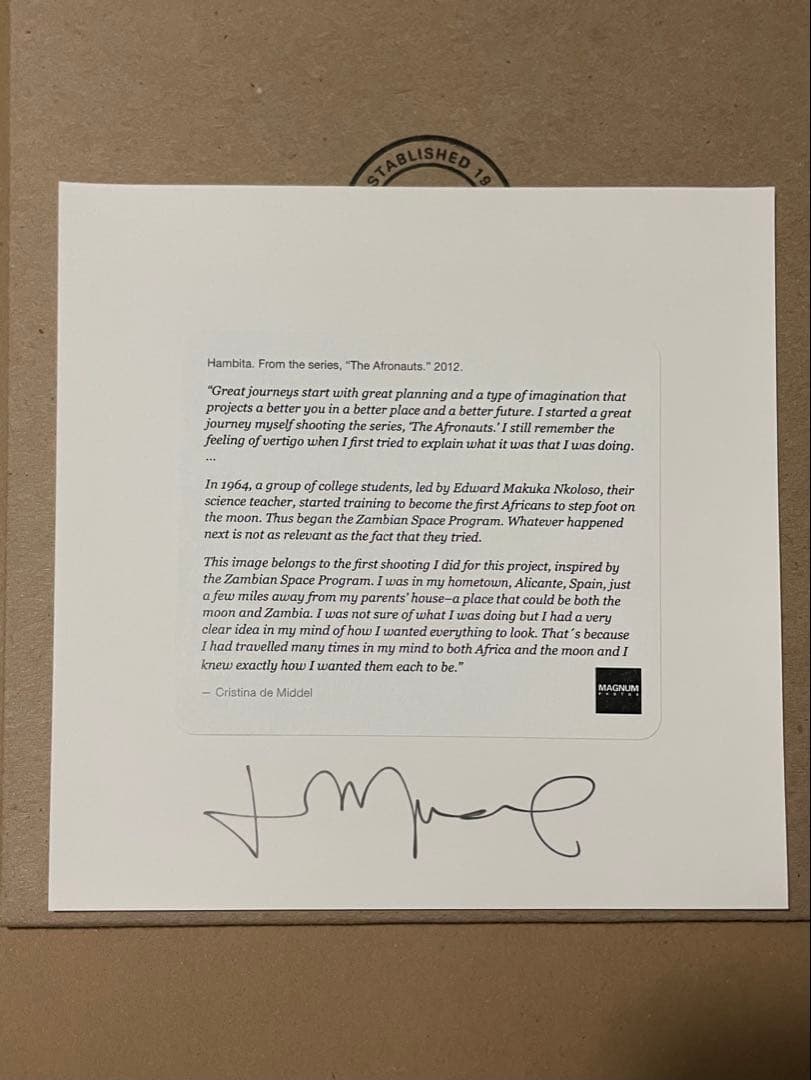 STABLISHED 19
Hambita. From the series, "The Afronauts." 2012.
"Great journeys start with great planning and a type of imagination that
projects a better you in a better place and a better future. I started a great
journey myself shooting the series, 'The Afronauts.' I still remember the
feeling of vertigo when I first tried to explain what it was that I was doing.
...
In 1964, a group of college students, led by Edward Makuka Nkoloso, their
science teacher, started training to become the first Africans to step foot on
the moon. Thus began the Zambian Space Program. Whatever happened
next is not as relevant as the fact that they tried.
This image belongs to the first shooting I did for this project, inspired by
the Zambian Space Program. I was in my hometown, Alicante, Spain, just
a few miles away from my parents' house–a place that could be both the
moon and Zambia. I was not sure of what I was doing but I had a very
clear idea in my mind of how I wanted everything to look. That´s because
I had travelled many times in my mind to both Africa and the moon and I
knew exactly how I wanted them each to be."
— Cristina de Middel
MAGNUM
PHOTOS